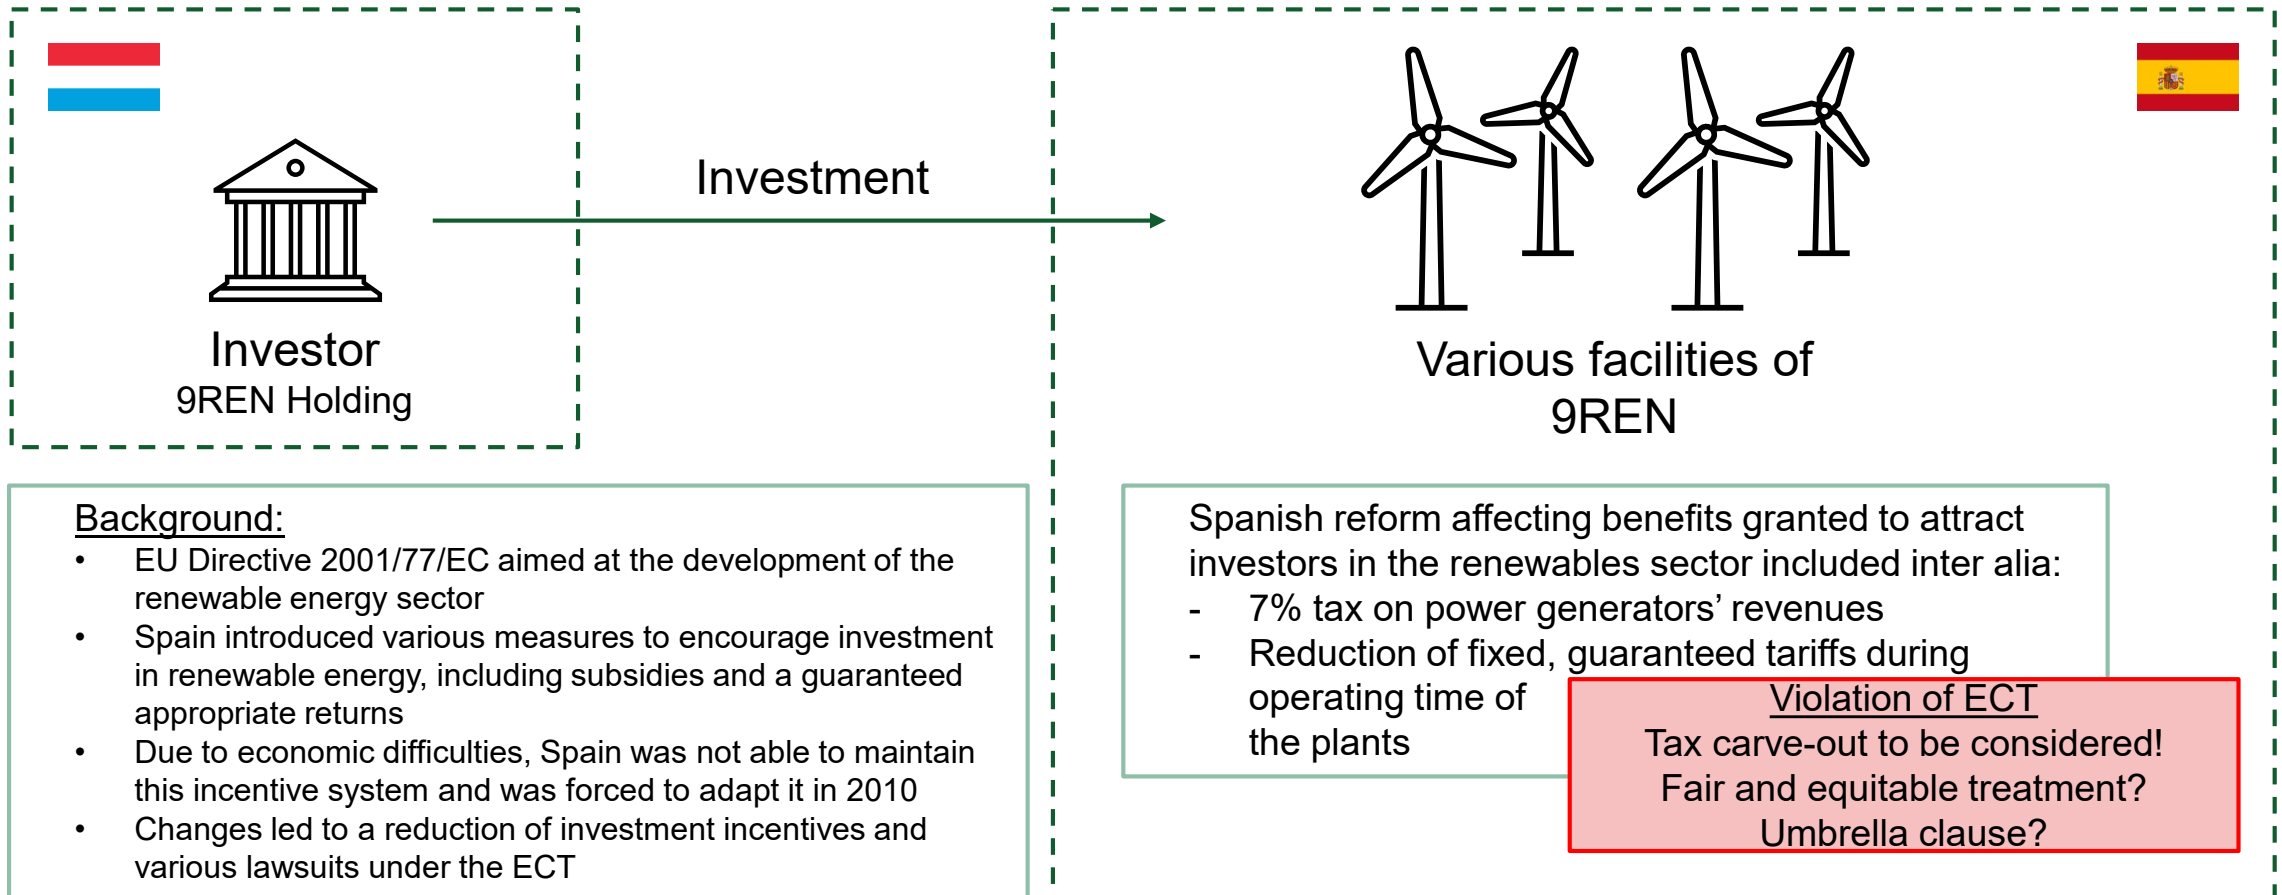 Investment
Investor
9REN Holding
Various facilities of
9REN
Background:
• EU Directive 2001/77/EC aimed at the development of the
renewable energy sector
• Spain introduced various measures to encourage investment
in renewable energy, including subsidies and a guaranteed
appropriate returns
• Due to economic difficulties, Spain was not able to maintain
this incentive system and was forced to adapt it in 2010
• Changes led to a reduction of investment incentives and
various lawsuits under the ECT
Spanish reform affecting benefits granted to attract
investors in the renewables sector included inter alia:
- 7% tax on power generators’ revenues
- Reduction of fixed, guaranteed tariffs during
operating time of
the plants
Violation of ECT
Tax carve-out to be considered!
Fair and equitable treatment?
Umbrella clause?